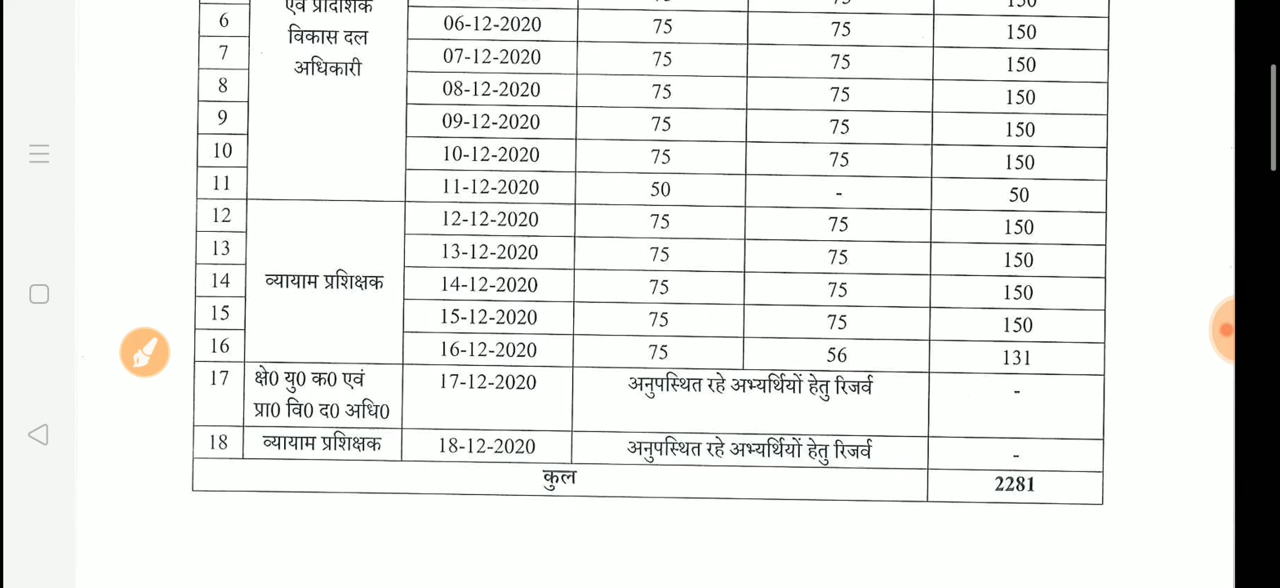 एवं प्रादेशिक 75 75 150
6 06-12-2020 75 75 150
विकास दल
7 07-12-2020 75 75 150
अधिकारी
8 08-12-2020 75 75 150
9 09-12-2020 75 75 150
10 10-12-2020 75 75 150
11 11-12-2020 50 - 50
12 12-12-2020 75 75 150
13 13-12-2020 75 75 150
14 व्यायाम प्रशिक्षक 14-12-2020 75 75 150
15 15-12-2020 75 75 150
16 16-12-2020 75 56 131
17 क्षे0 यु0 क0 एवं 17-12-2020 अनुपस्थित रहे अभ्यर्थियों हेतु रिजर्व -
प्रा0 वि0 द0 अधि0
18 व्यायाम प्रशिक्षक 18-12-2020 अनुपस्थित रहे अभ्यर्थियों हेतु रिजर्व -
कुल 2281